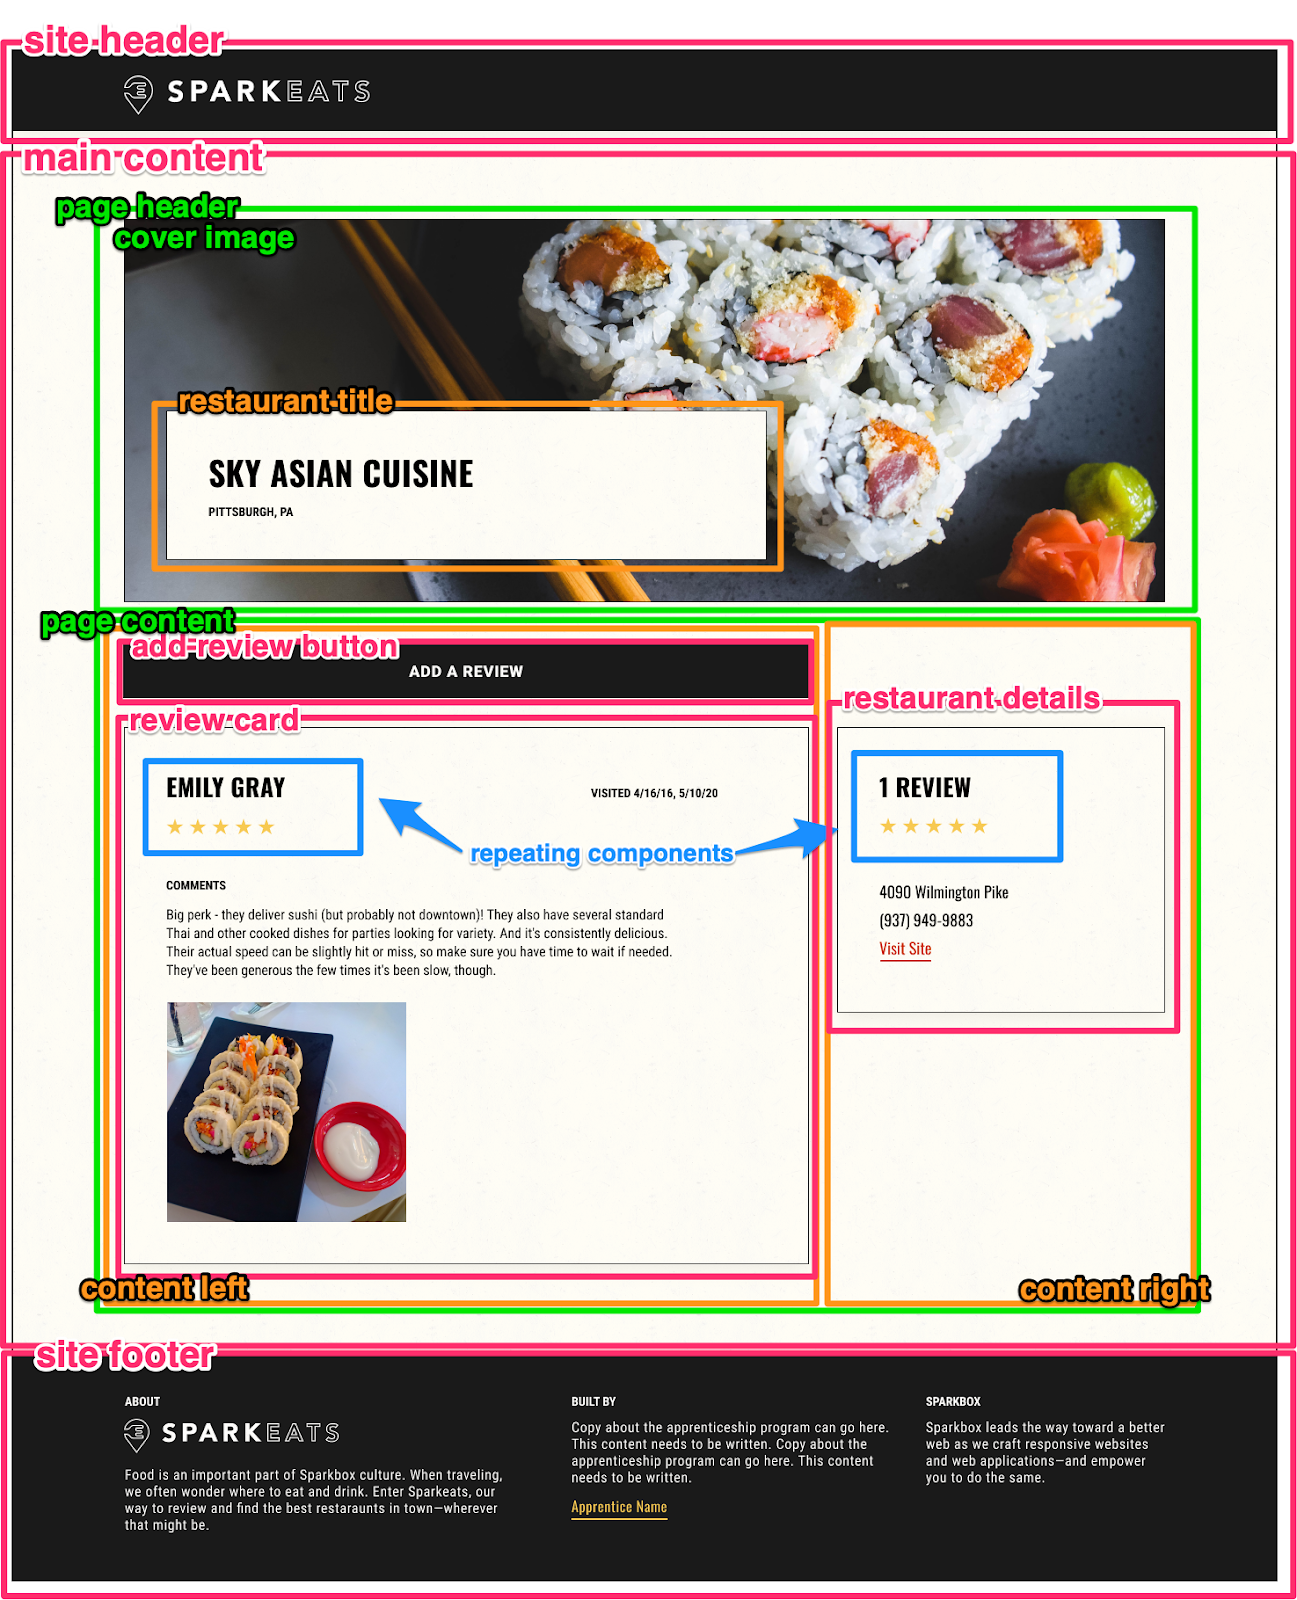 site header
SPARKEATS
main content
page header
cover image
restaurant title
SKY ASIAN CUISINE
PITTSBURGH, PA
page content
add-review button
ADD A REVIEW
review card
EMILY GRAY
VISITED 4/16/16, 5/10/20
repeating components
COMMENTS
Big perk - they deliver sushi (but probably not downtown)! They also have several standard
Thai and other cooked dishes for parties looking for variety. And it's consistently delicious.
Their actual speed can be slightly hit or miss, so make sure you have time to wait if needed.
They've been generous the few times it's been slow, though.
restaurant details
1 REVIEW
4090 Wilmington Pike
(937) 949-9883
Visit Site
content left
content right
site footer
ABOUT
SPARKEATS
Food is an important part of Sparkbox culture. When traveling,
we often wonder where to eat and drink. Enter Sparkeats, our
way to review and find the best restaraunts in town—wherever
that might be.
BUILT BY
Copy about the apprenticeship program can go here.
This content needs to be written. Copy about the
apprenticeship program can go here. This content
needs to be written.
Apprentice Name
SPARKBOX
Sparkbox leads the way toward a better
web as we craft responsive websites
and web applications—and empower
you to do the same.